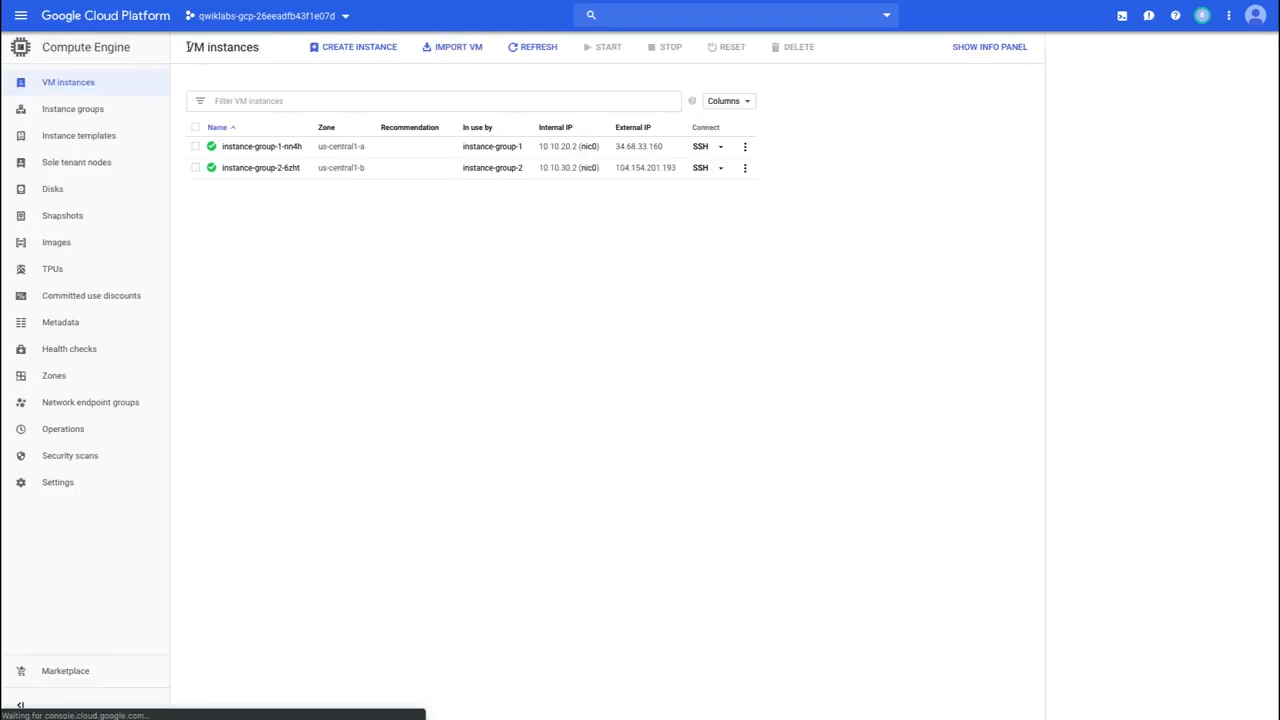 Google Cloud Platform
qwiklabs-gcp-26eeadfb43f1e07d
6
Compute Engine
VM instances
CREATE INSTANCE
IMPORT VM
REFRESH
START
STOP
RESET
DELETE
SHOW INFO PANEL
VM instances
Instance groups
Instance templates
Sole tenant nodes
Disks
Snapshots
Images
TPUs
Committed use discounts
Metadata
Health checks
Zones
Network endpoint groups
Operations
Security scans
Settings
Marketplace
Filter VM instances
Columns
Name Zone Recommendation In use by Internal IP External IP Connect
instance-group-1-nn4h us-central1-a instance-group-1 10.10.20.2 (nic0) 34.68.33.160 SSH
instance-group-2-6zht us-central1-b instance-group-2 10.10.30.2 (nic0) 104.154.201.193 SSH
Waiting for console.cloud.google.com...